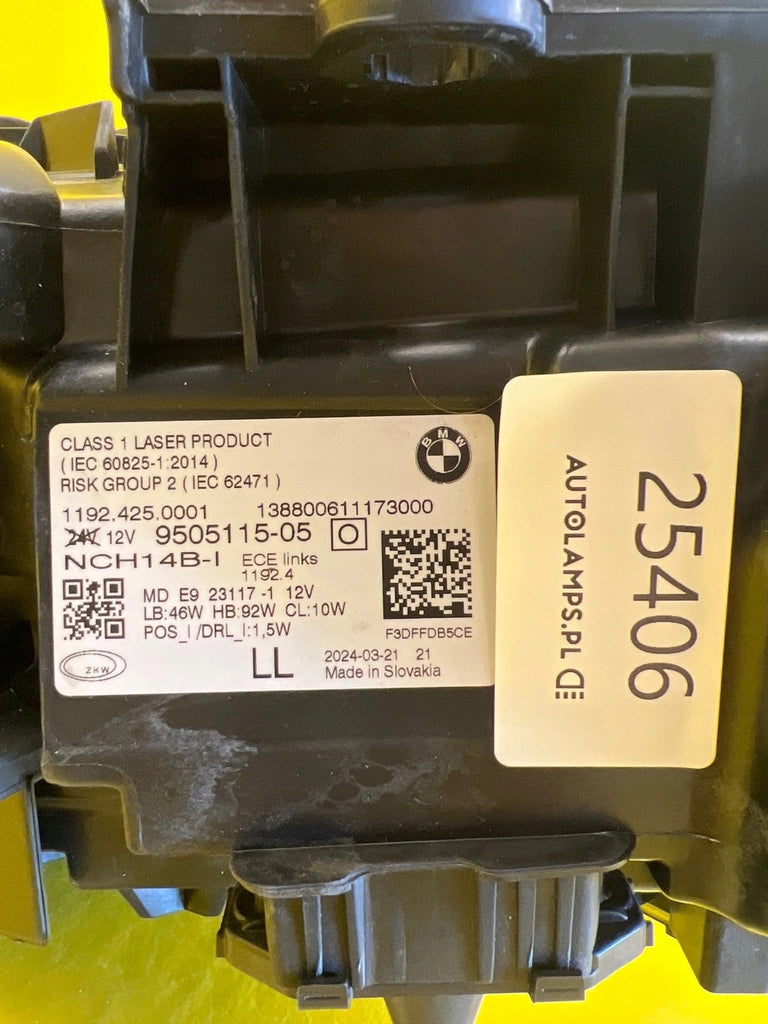 CLASS 1 LASER PRODUCT
( IEC 60825-1:2014 )
RISK GROUP 2 ( IEC 62471 )
BMW
1192.425.0001 138800611173000
24V 12V 9505115-05 O
NCH14B-I ECE links
1192.4
MD E9 23117 -1 12V
LB:46W HB:92W CL:10W
POS_I /DRL_I:1,5W
F3DFFDB5CE
ZKW
LL 2024-03-21 21
Made in Slovakia
25406
AUTOLAMPS.PL